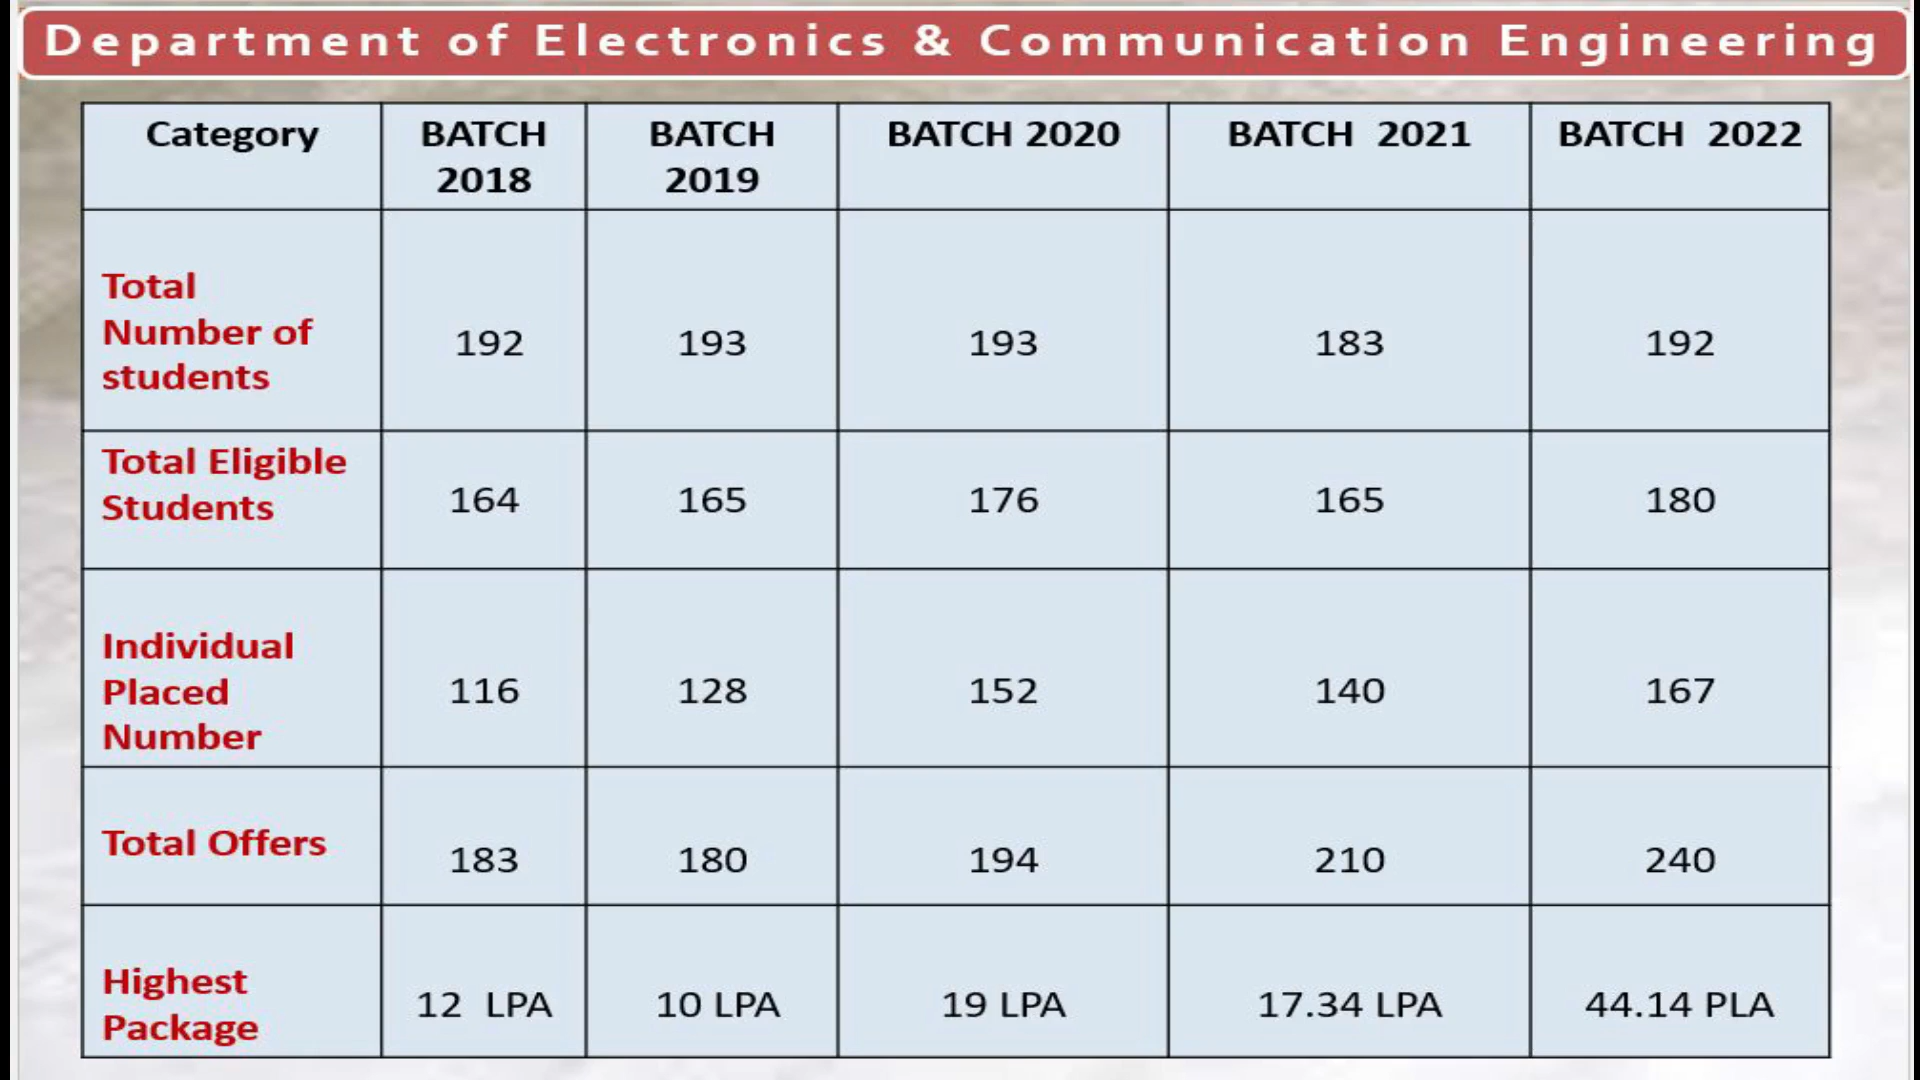 Department of Electronics & Communication Engineering
Category BATCH 2018 BATCH 2019 BATCH 2020 BATCH 2021 BATCH 2022
Total Number of students 192 193 193 183 192
Total Eligible Students 164 165 176 165 180
Individual Placed Number 116 128 152 140 167
Total Offers 183 180 194 210 240
Highest Package 12 LPA 10 LPA 19 LPA 17.34 LPA 44.14 PLA